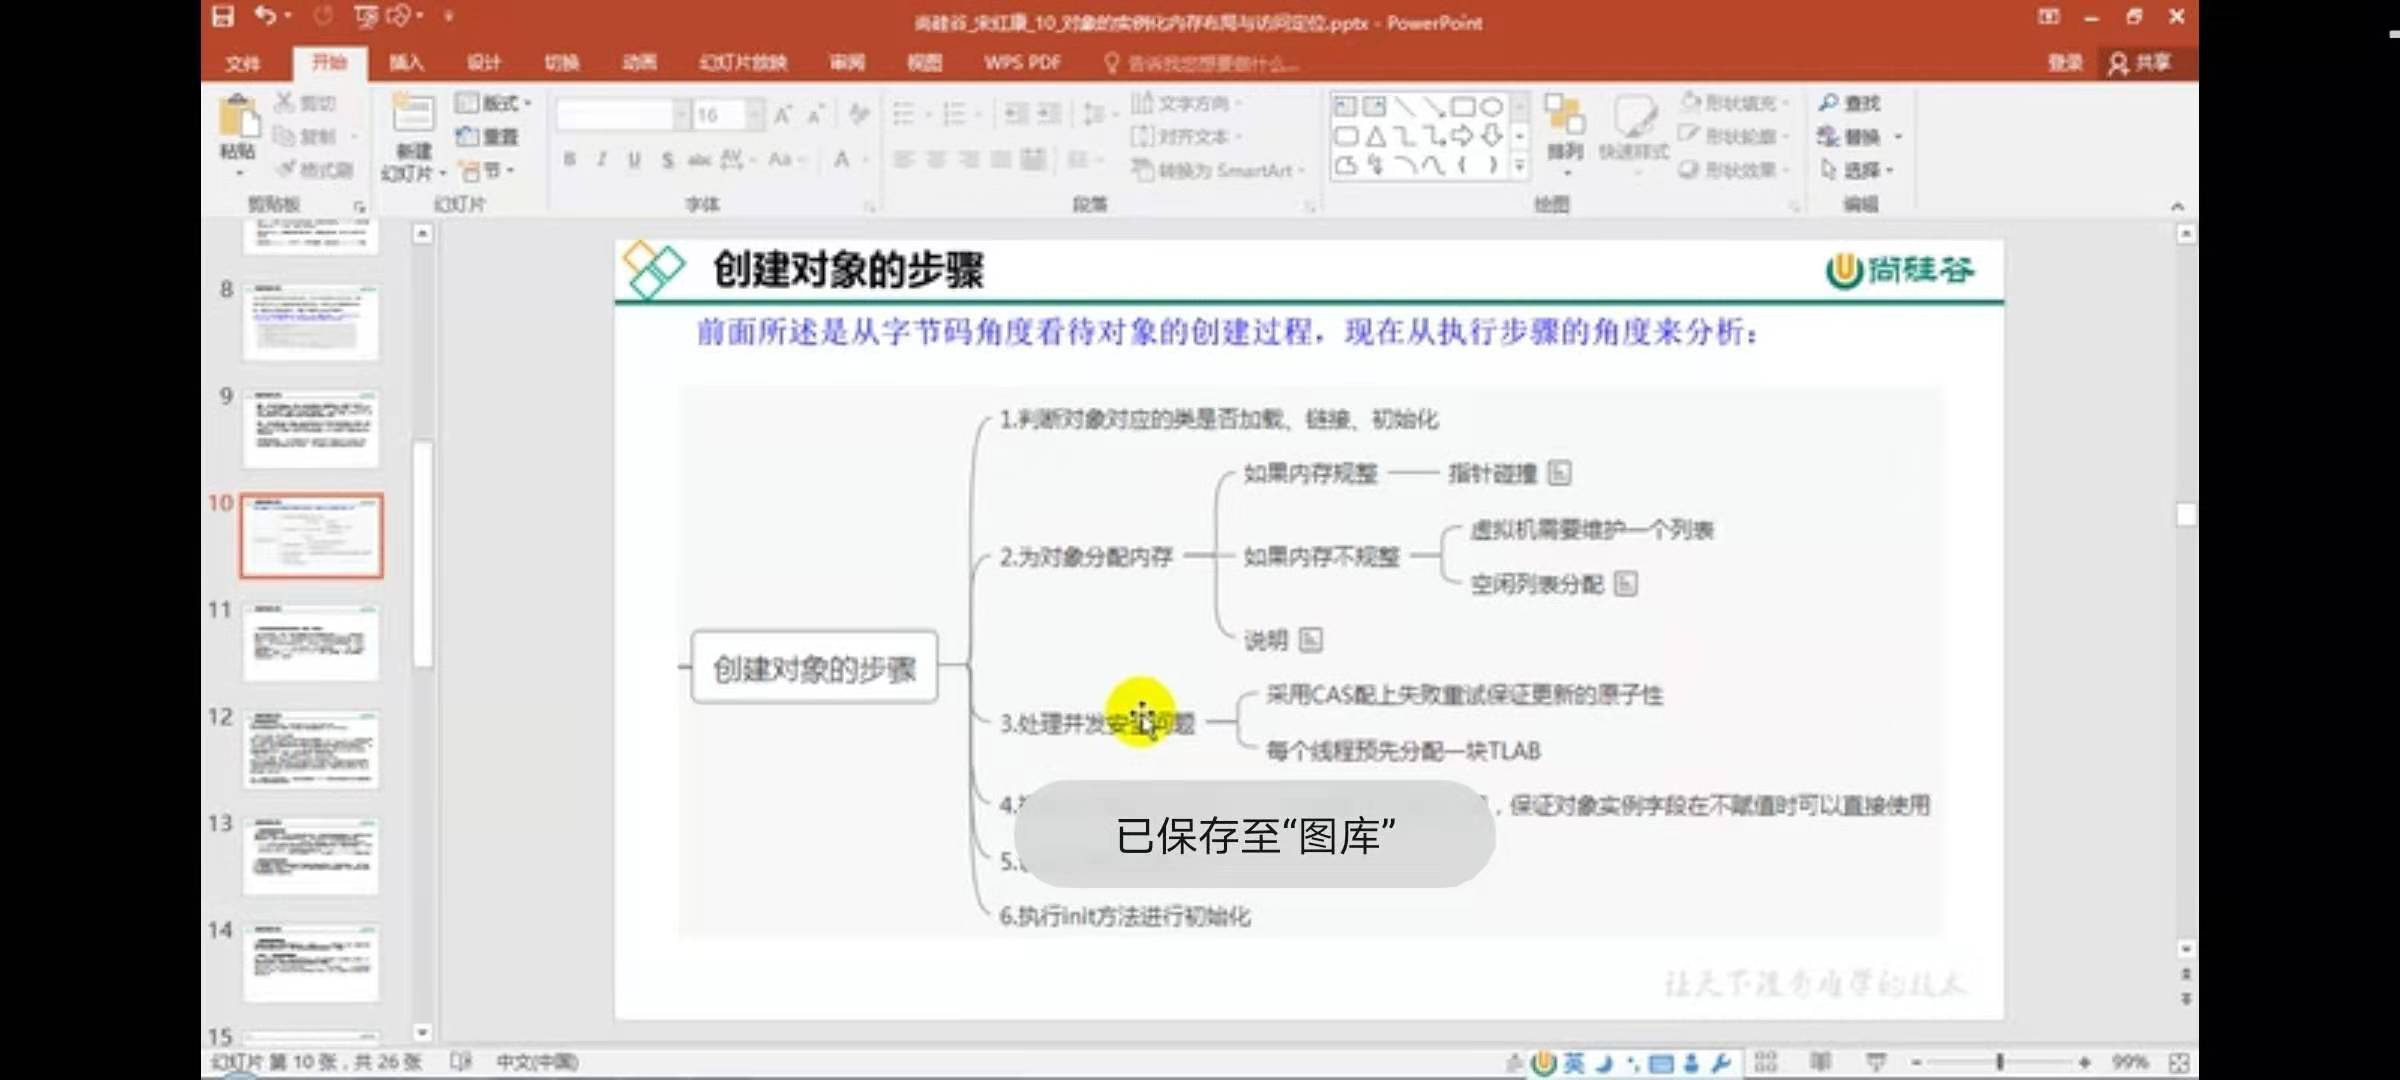 尚硅谷_宋红康_10_对象的实例化内存布局与访问定位.pptx - PowerPoint
文件 开始 插入 设计 切换 动画 幻灯片放映 审阅 视图 WPS PDF 告诉我您想要做什么... 登录 共享
剪切 版式 16 文字方向 形状填充 查找
复制 重置 对齐文本 形状轮廓 替换
粘贴 新建 排列 快速样式
格式刷 幻灯片 节 B I U S abc AV Aa A 转换为 SmartArt 形状效果 选择
剪贴板 幻灯片 字体 段落 绘图 编辑
8
9
10
11
12
13
14
15
创建对象的步骤
尚硅谷
前面所述是从字节码角度看待对象的创建过程，现在从执行步骤的角度来分析：
1.判断对象对应的类是否加载、链接、初始化
如果内存规整 指针碰撞
虚拟机需要维护一个列表
2.为对象分配内存 如果内存不规整
空闲列表分配
说明
创建对象的步骤
采用CAS配上失败重试保证更新的原子性
3.处理并发安全问题
每个线程预先分配一块TLAB
4. ，保证对象实例字段在不赋值时可以直接使用
已保存至“图库”
5.
6.执行init方法进行初始化
让天下没有难学的技术
幻灯片 第 10 张，共 26 张 中文(中国) 英 99%